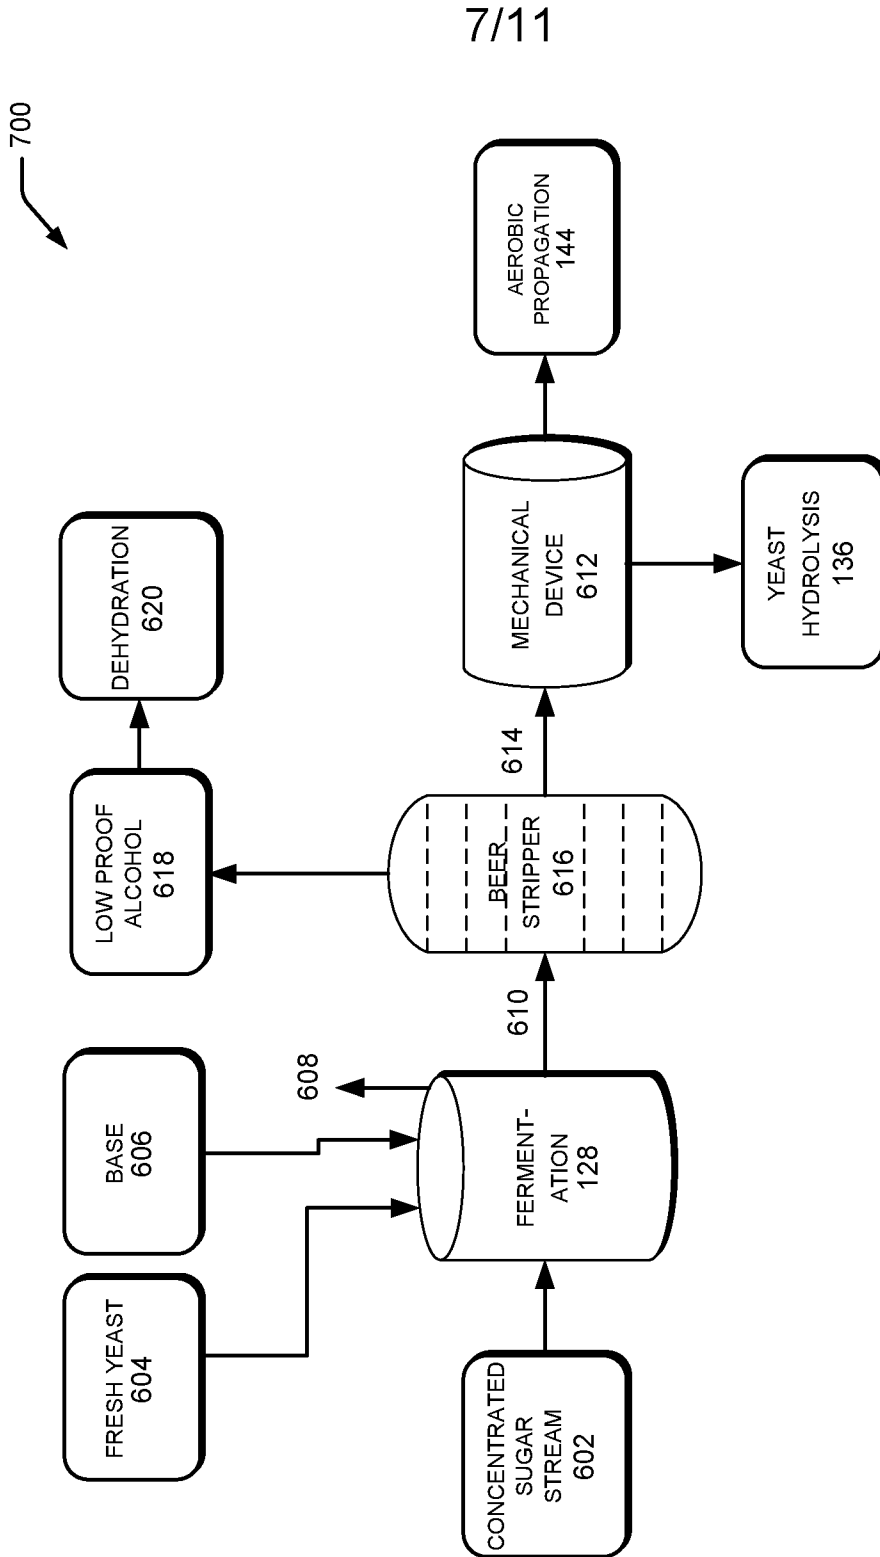 7/11
700
FRESH YEAST
604
BASE
606
LOW PROOF
ALCOHOL
618
DEHYDRATION
620
608
CONCENTRATED
SUGAR
STREAM
602
FERMENT-
ATION
128
610
BEER
STRIPPER
616
614
MECHANICAL
DEVICE
612
AEROBIC
PROPAGATION
144
YEAST
HYDROLYSIS
136